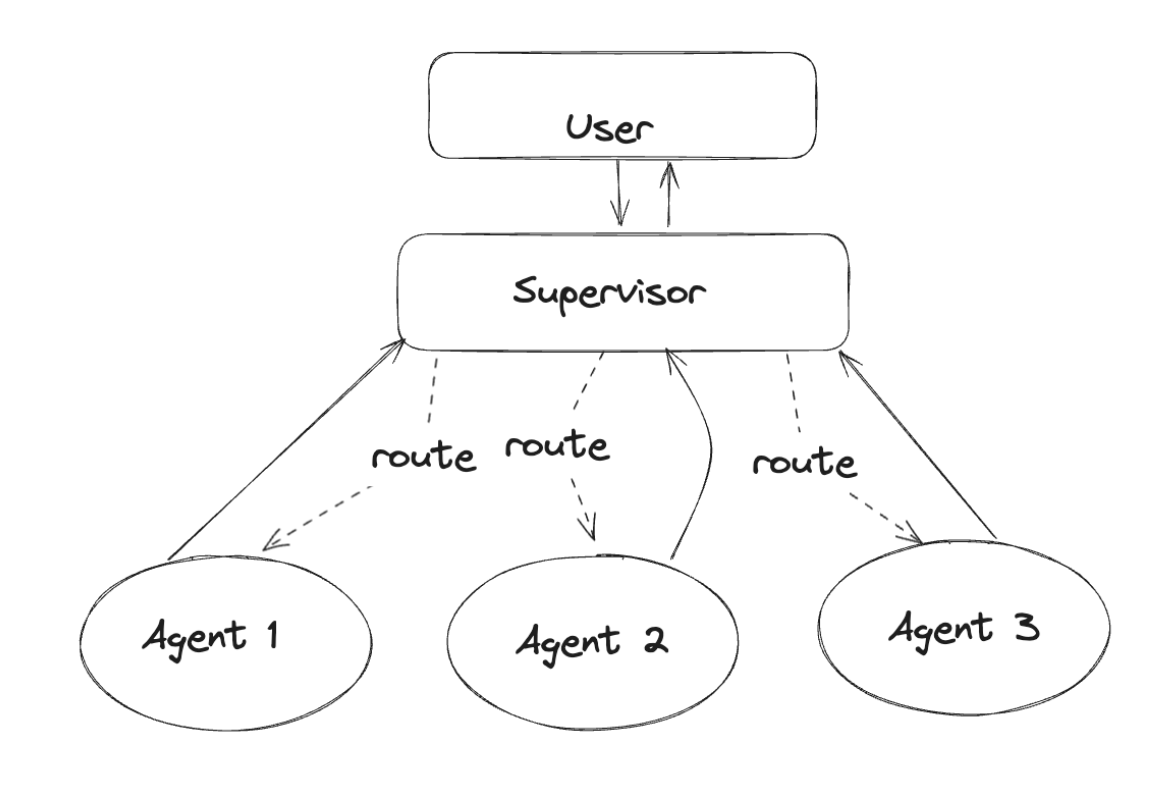 User
Supervisor
route
route
route
Agent 1
Agent 2
Agent 3